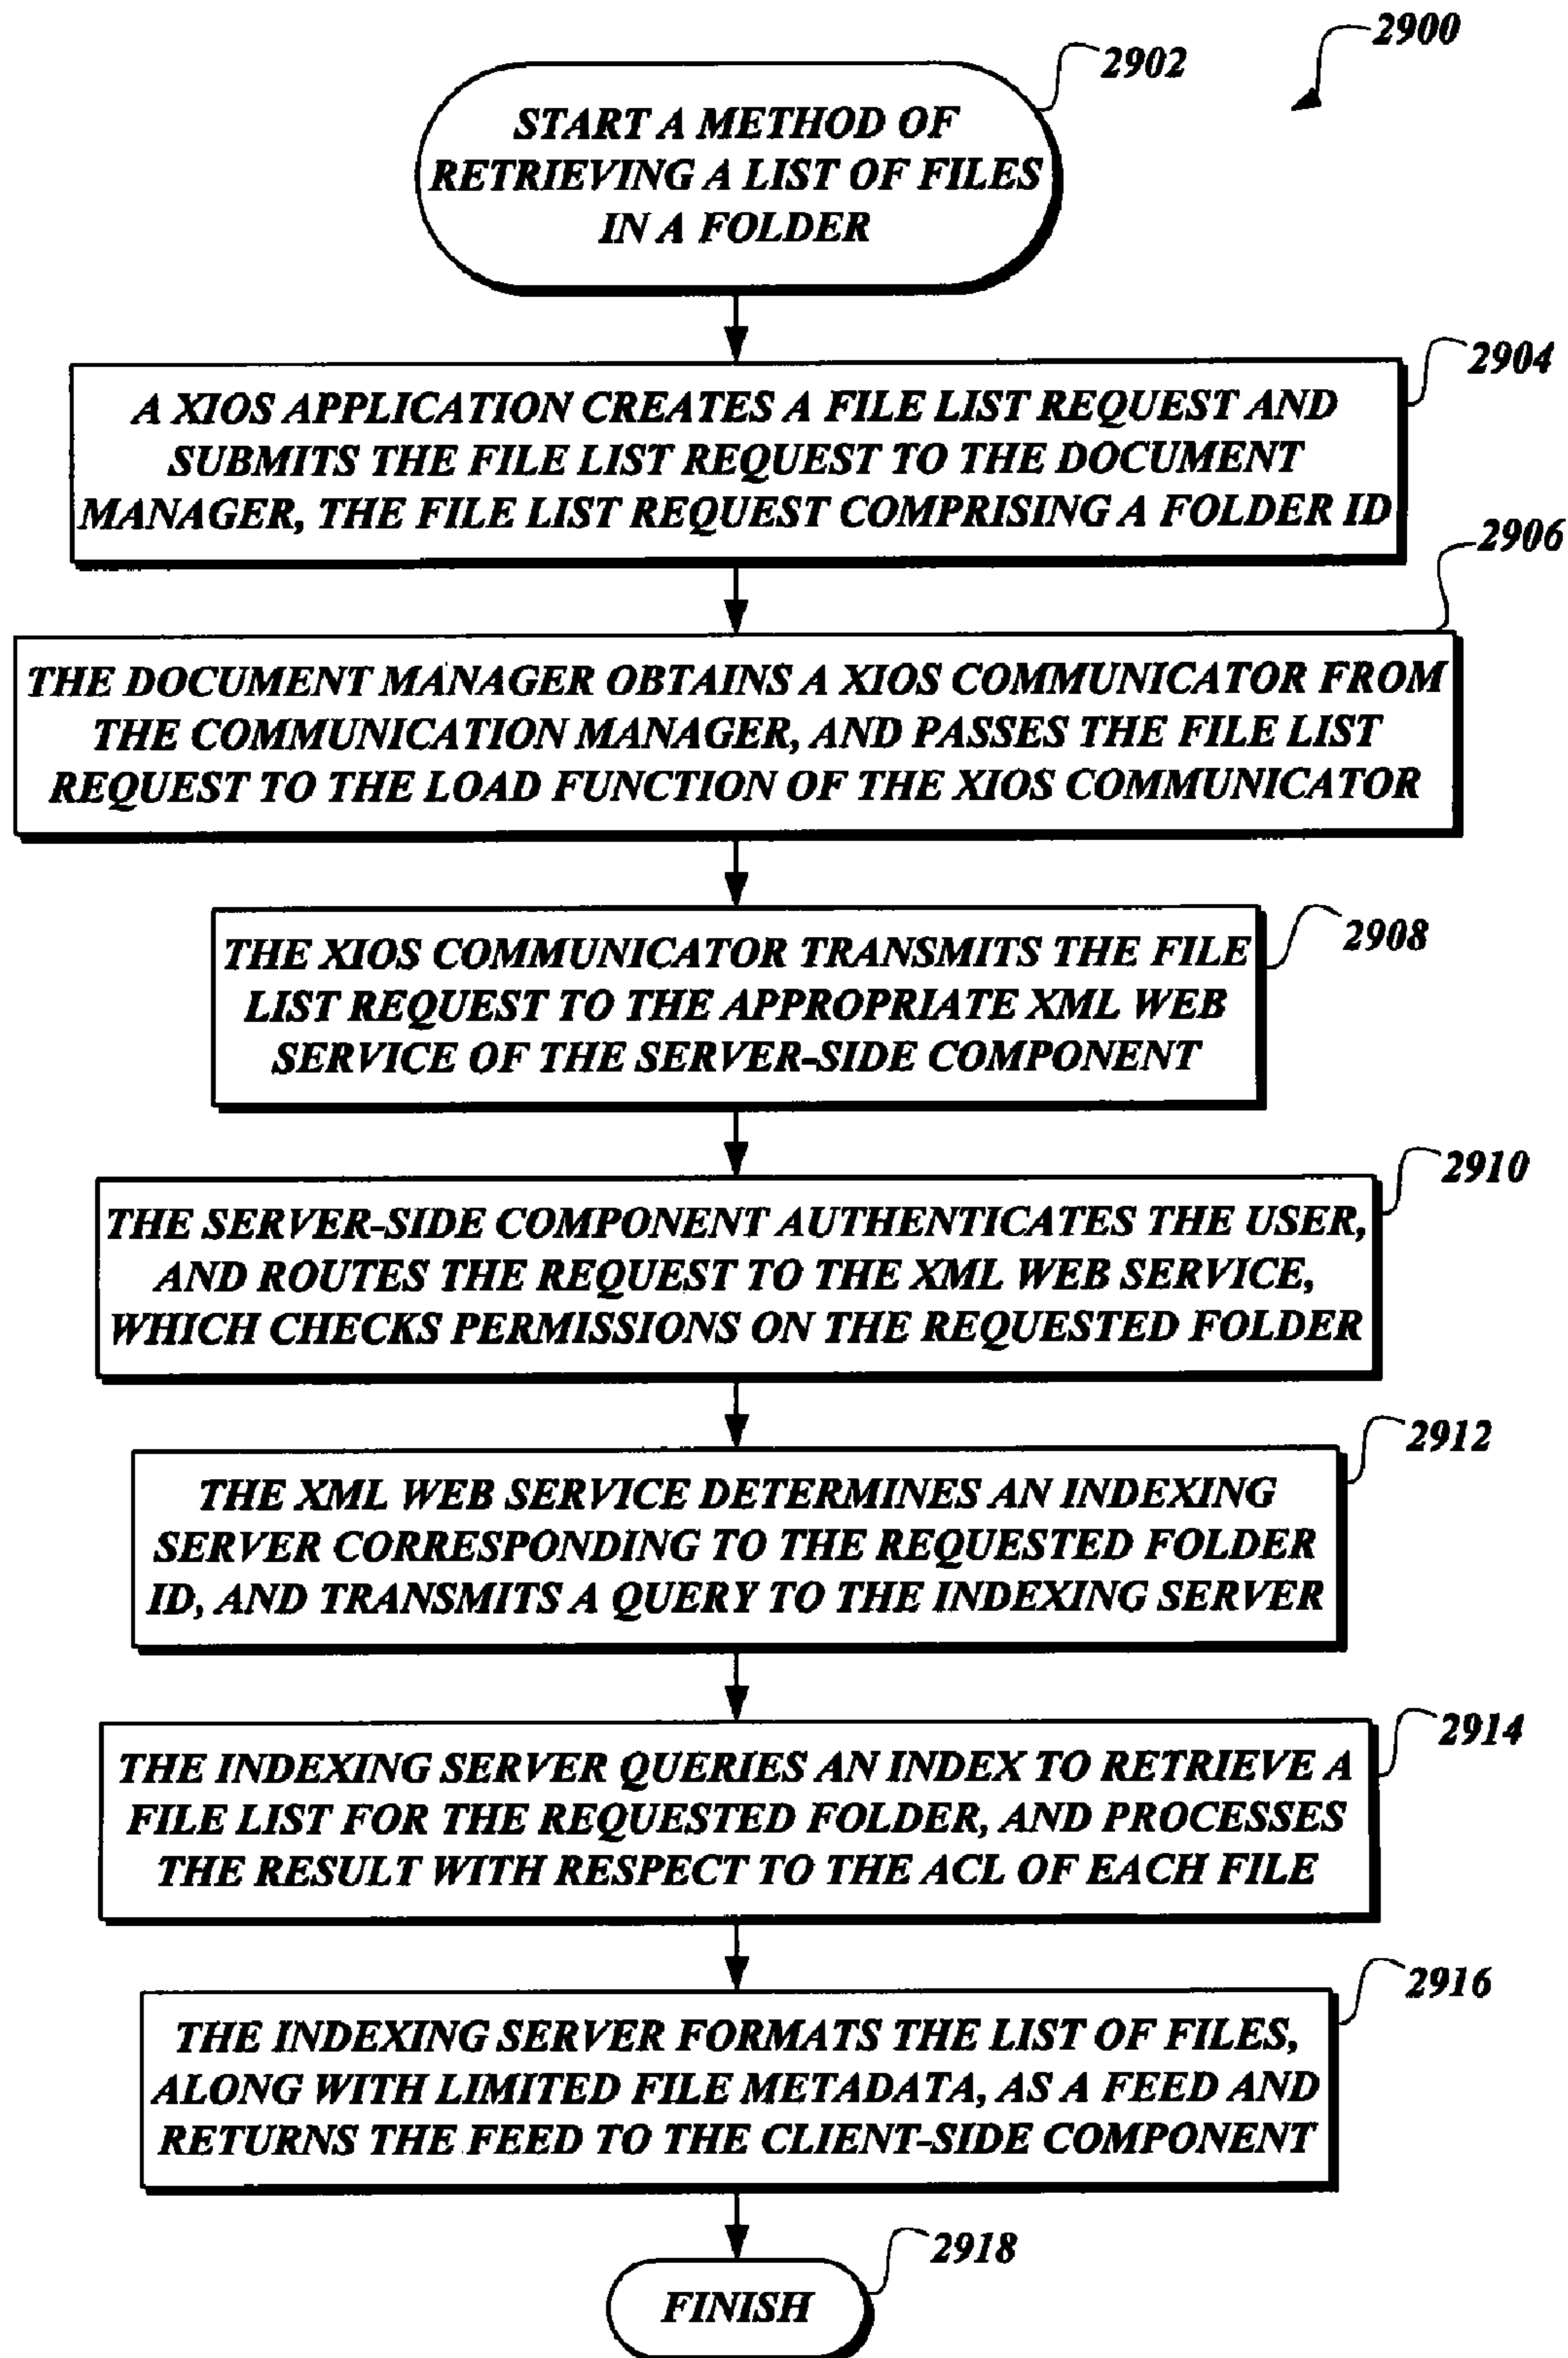 2900
2902
START A METHOD OF
RETRIEVING A LIST OF FILES
IN A FOLDER
2904
A XIOS APPLICATION CREATES A FILE LIST REQUEST AND
SUBMITS THE FILE LIST REQUEST TO THE DOCUMENT
MANAGER, THE FILE LIST REQUEST COMPRISING A FOLDER ID
2906
THE DOCUMENT MANAGER OBTAINS A XIOS COMMUNICATOR FROM
THE COMMUNICATION MANAGER, AND PASSES THE FILE LIST
REQUEST TO THE LOAD FUNCTION OF THE XIOS COMMUNICATOR
2908
THE XIOS COMMUNICATOR TRANSMITS THE FILE
LIST REQUEST TO THE APPROPRIATE XML WEB
SERVICE OF THE SERVER-SIDE COMPONENT
2910
THE SERVER-SIDE COMPONENT AUTHENTICATES THE USER,
AND ROUTES THE REQUEST TO THE XML WEB SERVICE,
WHICH CHECKS PERMISSIONS ON THE REQUESTED FOLDER
2912
THE XML WEB SERVICE DETERMINES AN INDEXING
SERVER CORRESPONDING TO THE REQUESTED FOLDER
ID, AND TRANSMITS A QUERY TO THE INDEXING SERVER
2914
THE INDEXING SERVER QUERIES AN INDEX TO RETRIEVE A
FILE LIST FOR THE REQUESTED FOLDER, AND PROCESSES
THE RESULT WITH RESPECT TO THE ACL OF EACH FILE
2916
THE INDEXING SERVER FORMATS THE LIST OF FILES,
ALONG WITH LIMITED FILE METADATA, AS A FEED AND
RETURNS THE FEED TO THE CLIENT-SIDE COMPONENT
2918
FINISH